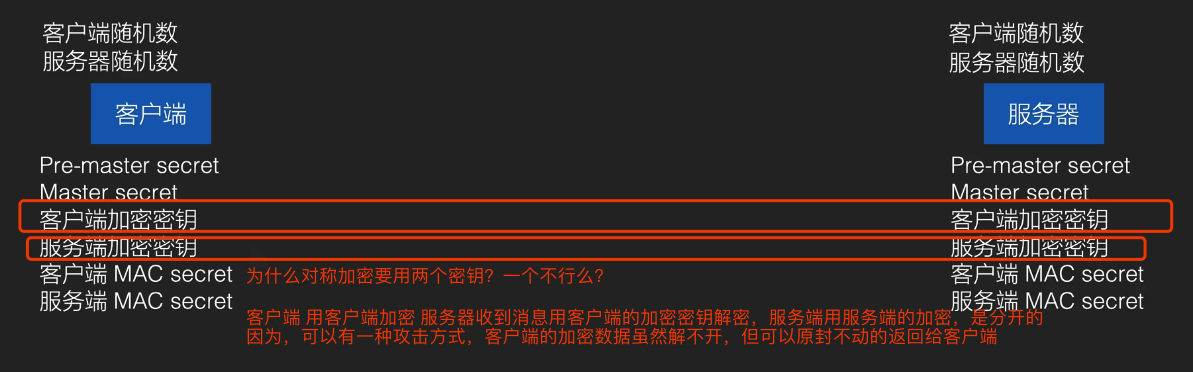 客户端随机数
服务器随机数
客户端
Pre-master secret
Master secret
客户端加密密钥
服务端加密密钥
客户端 MAC secret
服务端 MAC secret
客户端随机数
服务器随机数
服务器
Pre-master secret
Master secret
客户端加密密钥
服务端加密密钥
客户端 MAC secret
服务端 MAC secret
为什么对称加密要用两个密钥？一个不行么？
客户端 用客户端加密 服务器收到消息用客户端的加密密钥解密，服务端用服务端的加密，是分开的
因为，可以有一种攻击方式，客户端的加密数据虽然解不开，但可以原封不动的返回给客户端